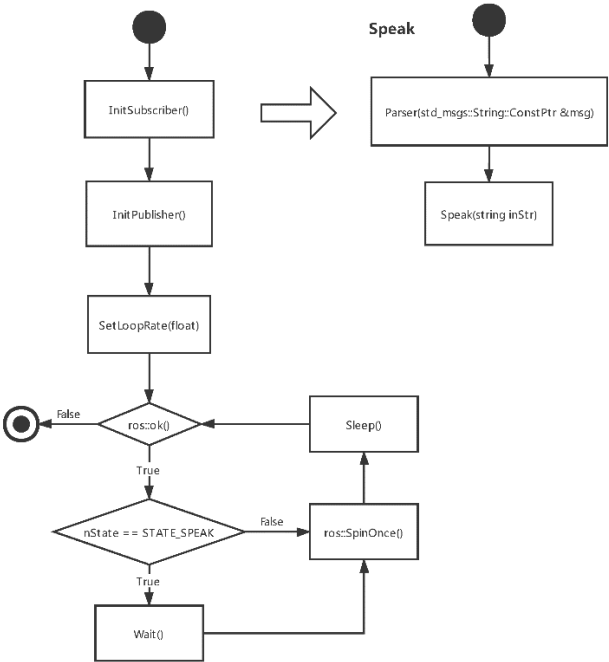 Speak
InitSubscriber()
Parser(std_msgs::String::ConstPtr &msg)
InitPublisher()
Speak(string inStr)
SetLoopRate(float)
False
ros::ok()
Sleep()
True
nState == STATE_SPEAK
False
ros::SpinOnce()
True
Wait()